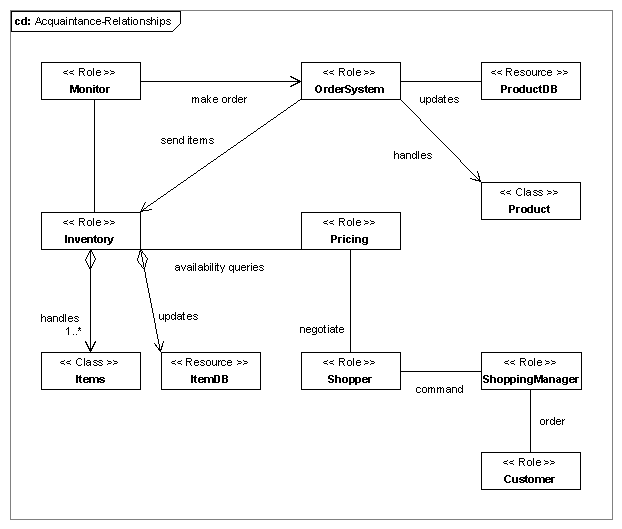 cd: Acquaintance-Relationships
<< Role >>
Monitor
<< Role >>
OrderSystem
<< Resource >>
ProductDB
make order
updates
send items
handles
<< Class >>
Product
<< Role >>
Inventory
<< Role >>
Pricing
availability queries
handles
1..*
updates
negotiate
<< Class >>
Items
<< Resource >>
ItemDB
<< Role >>
Shopper
<< Role >>
ShoppingManager
command
order
<< Role >>
Customer